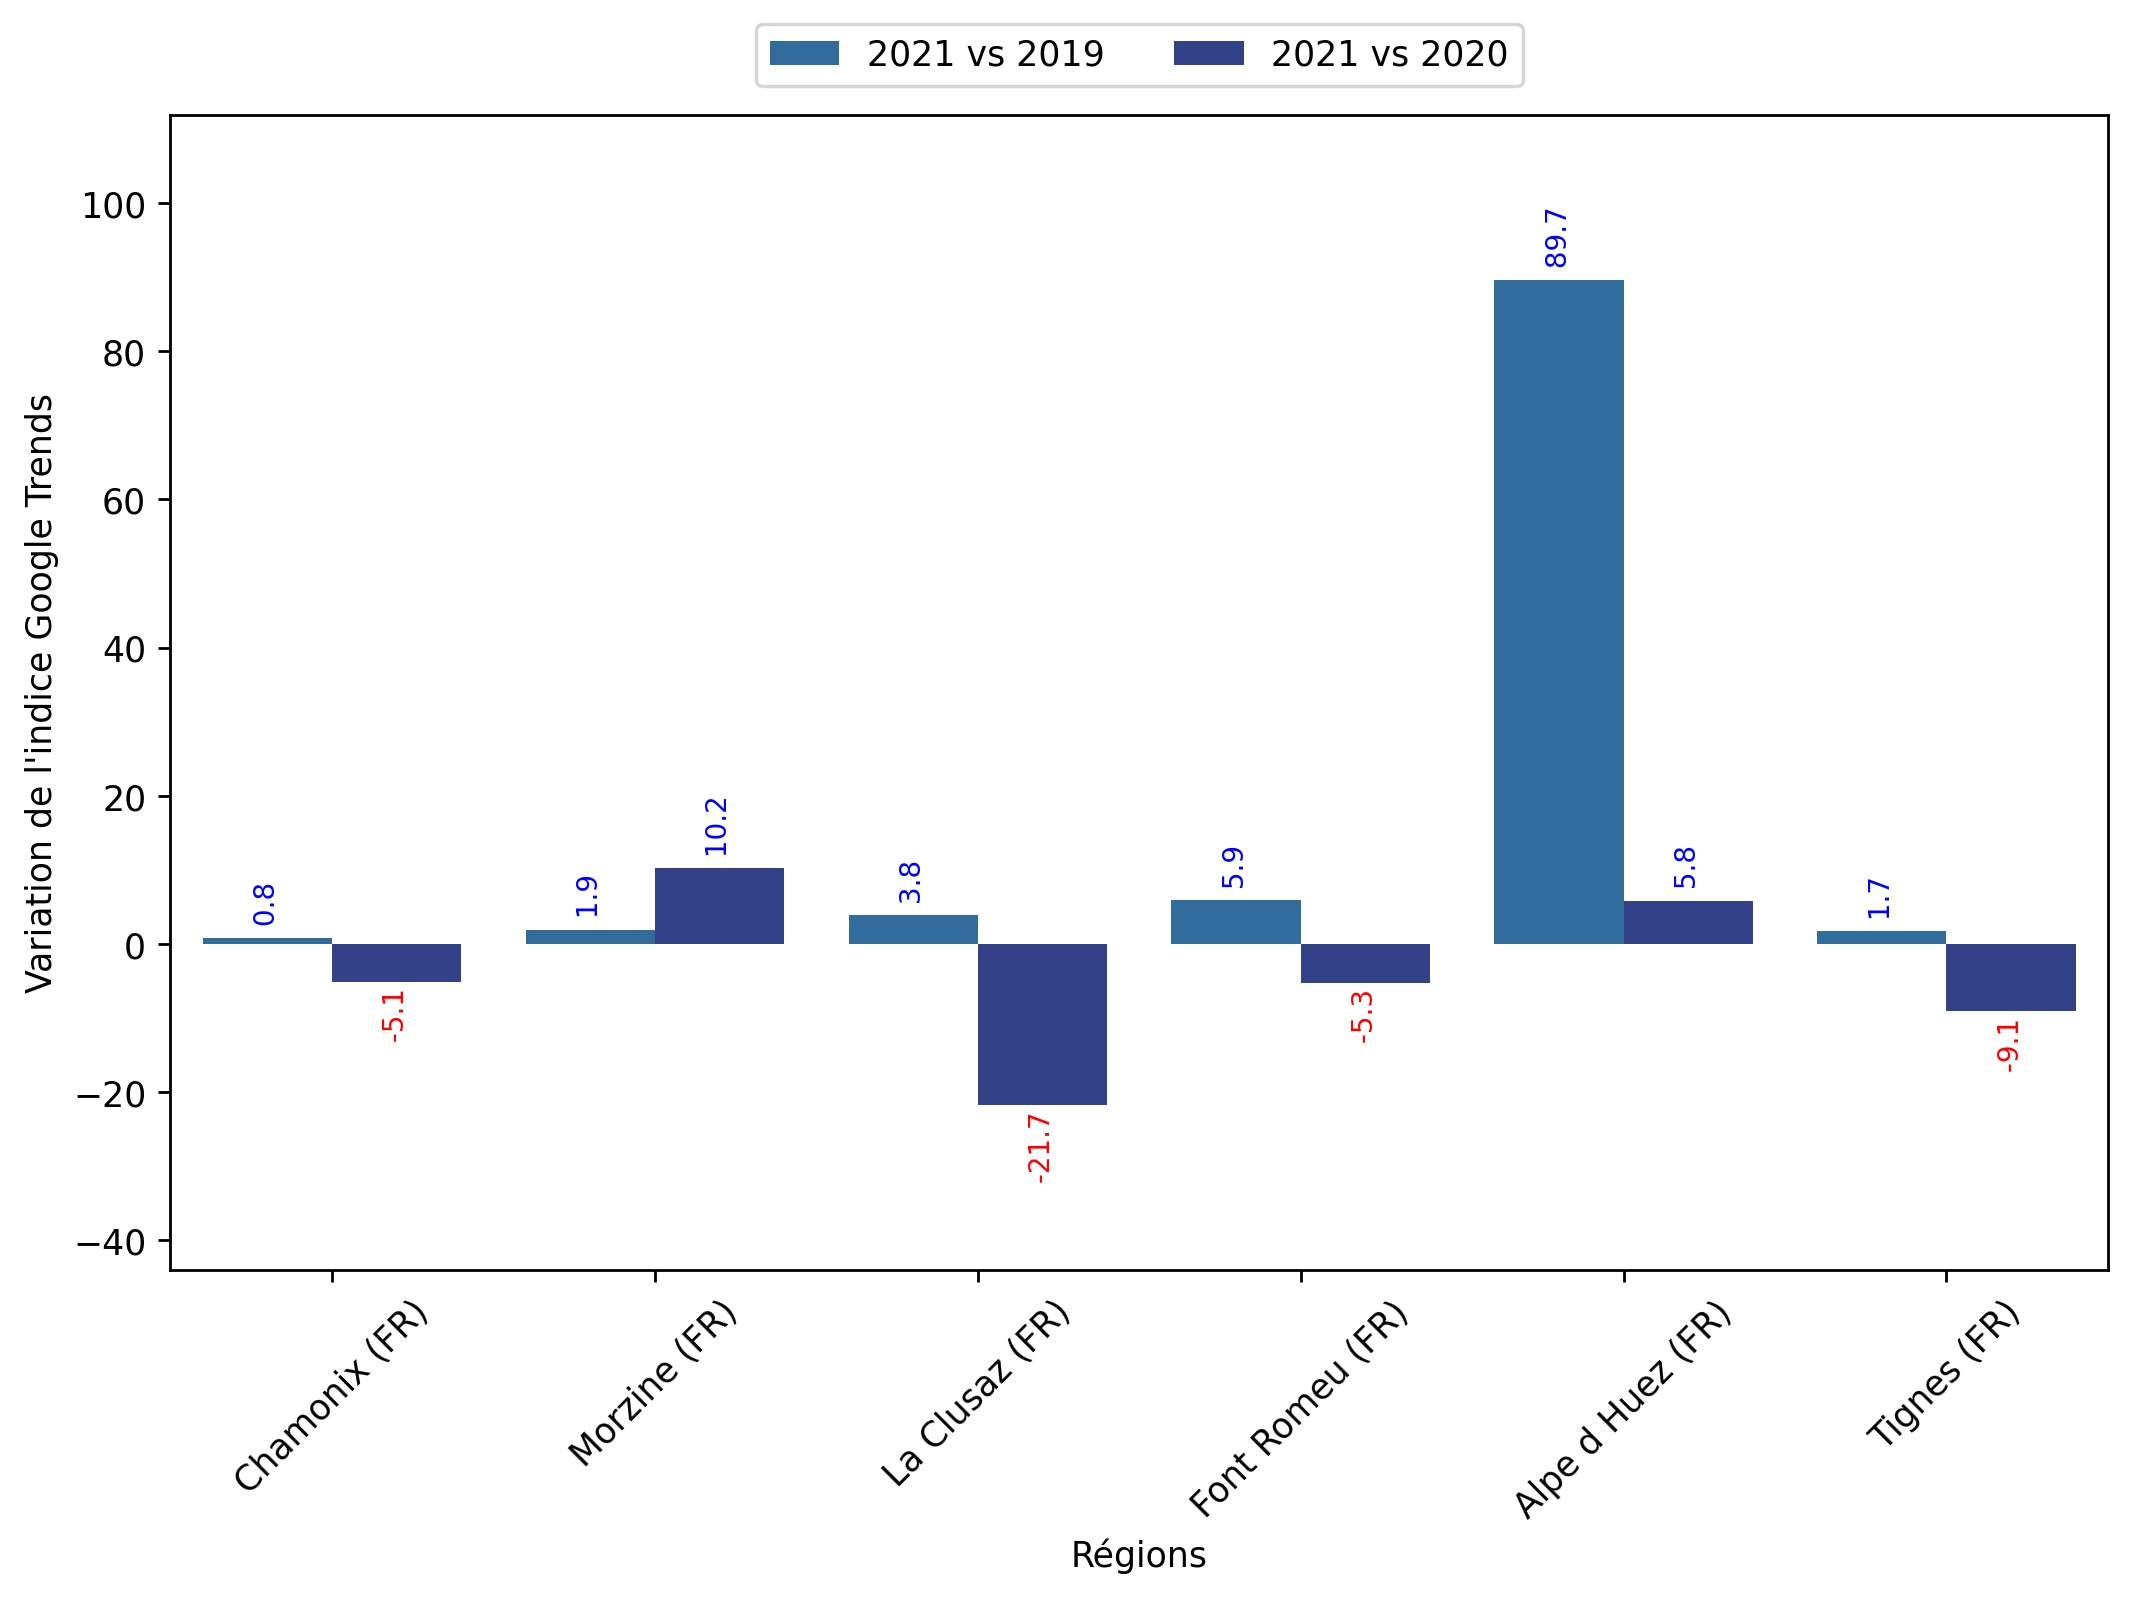 2021 vs 2019
2021 vs 2020
Variation de l'indice Google Trends
100
80
60
40
20
0
−20
−40
0.8
-5.1
1.9
10.2
3.8
-21.7
5.9
-5.3
89.7
5.8
1.7
-9.1
Chamonix (FR)
Morzine (FR)
La Clusaz (FR)
Font Romeu (FR)
Alpe d Huez (FR)
Tignes (FR)
Régions